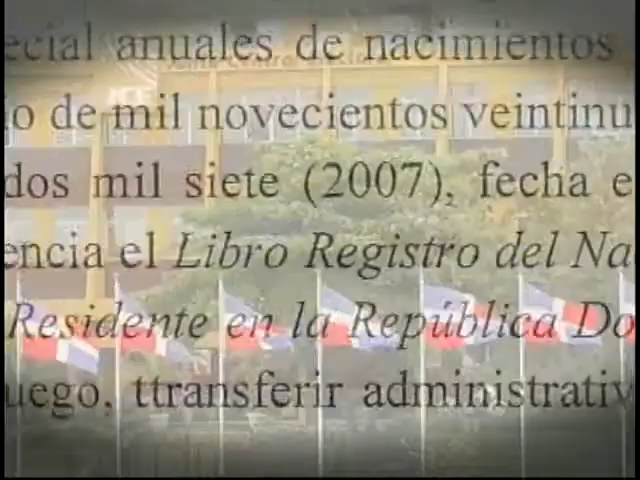 ecial anuales de nacimientos
io de mil novecientos veintinu
dos mil siete (2007), fecha e
encia el Libro Registro del Na
Residente en la República Do
uego, ttransferir administrativ